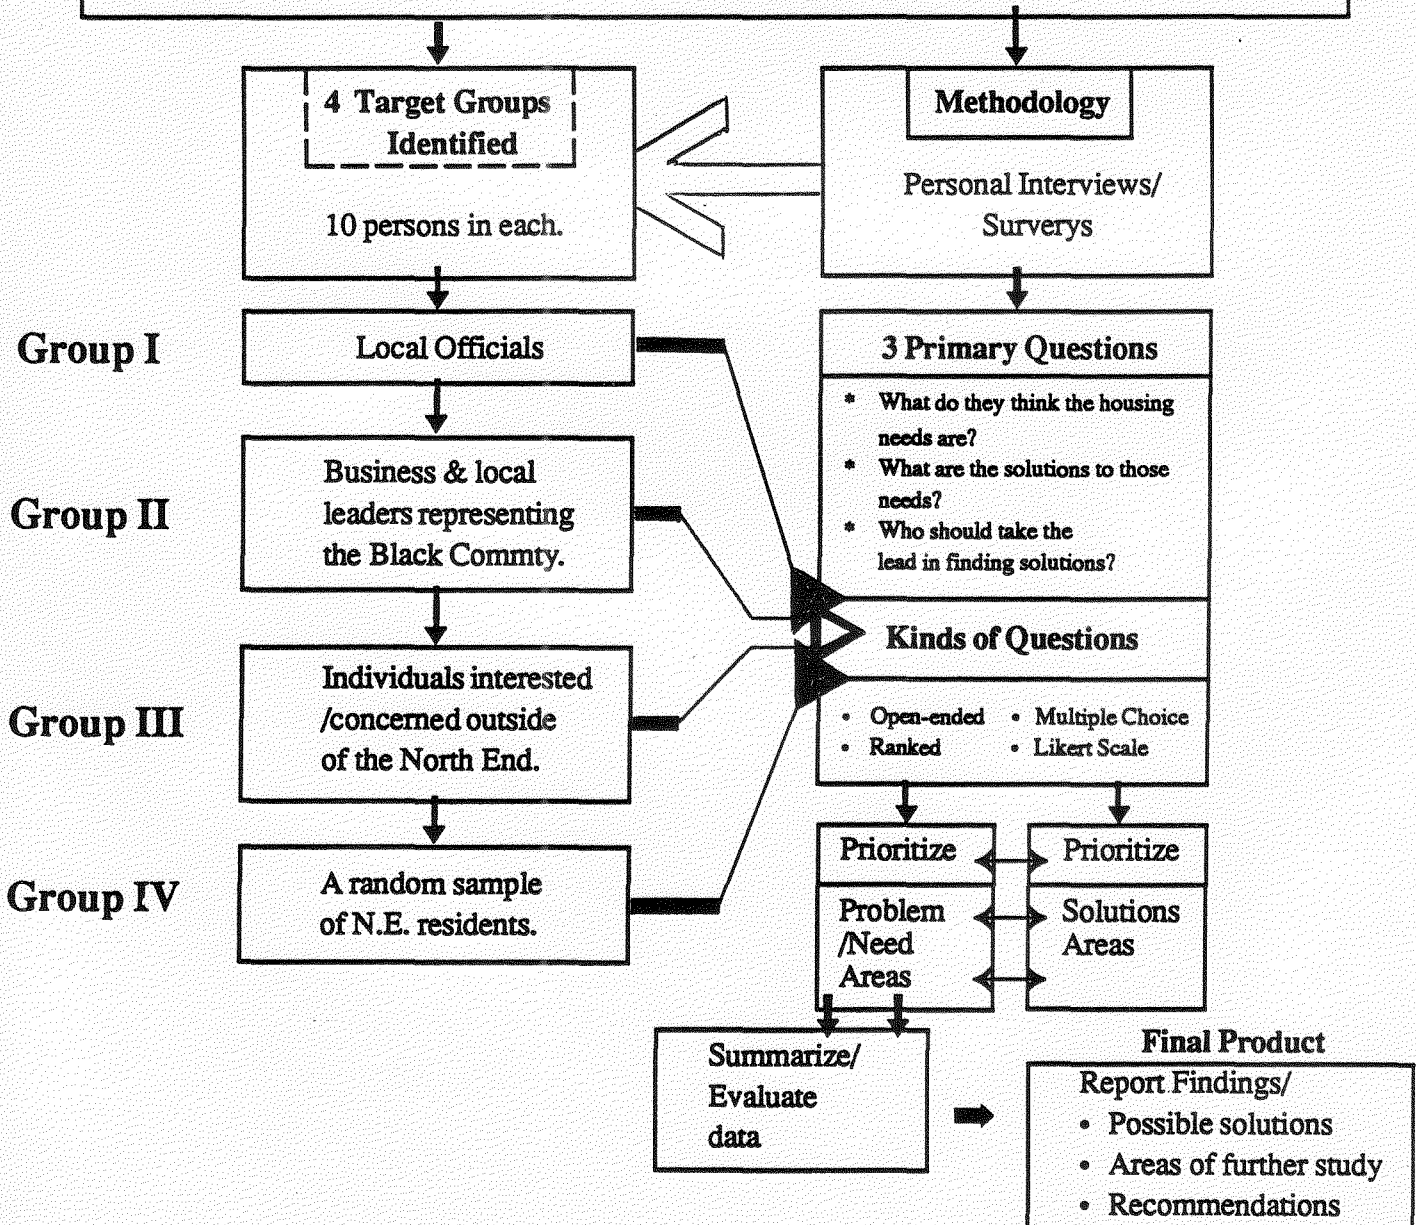 4 Target Groups
Identified
10 persons in each.
Methodology
Personal Interviews/
Surverys
Group I
Local Officials
Group II
Business & local
leaders representing
the Black Commty.
Group III
Individuals interested
/concerned outside
of the North End.
Group IV
A random sample
of N.E. residents.
3 Primary Questions
* What do they think the housing
needs are?
* What are the solutions to those
needs?
* Who should take the
lead in finding solutions?
Kinds of Questions
• Open-ended • Multiple Choice
• Ranked • Likert Scale
Prioritize
Problem
/Need
Areas
Prioritize
Solutions
Areas
Summarize/
Evaluate
data
Final Product
Report Findings/
• Possible solutions
• Areas of further study
• Recommendations